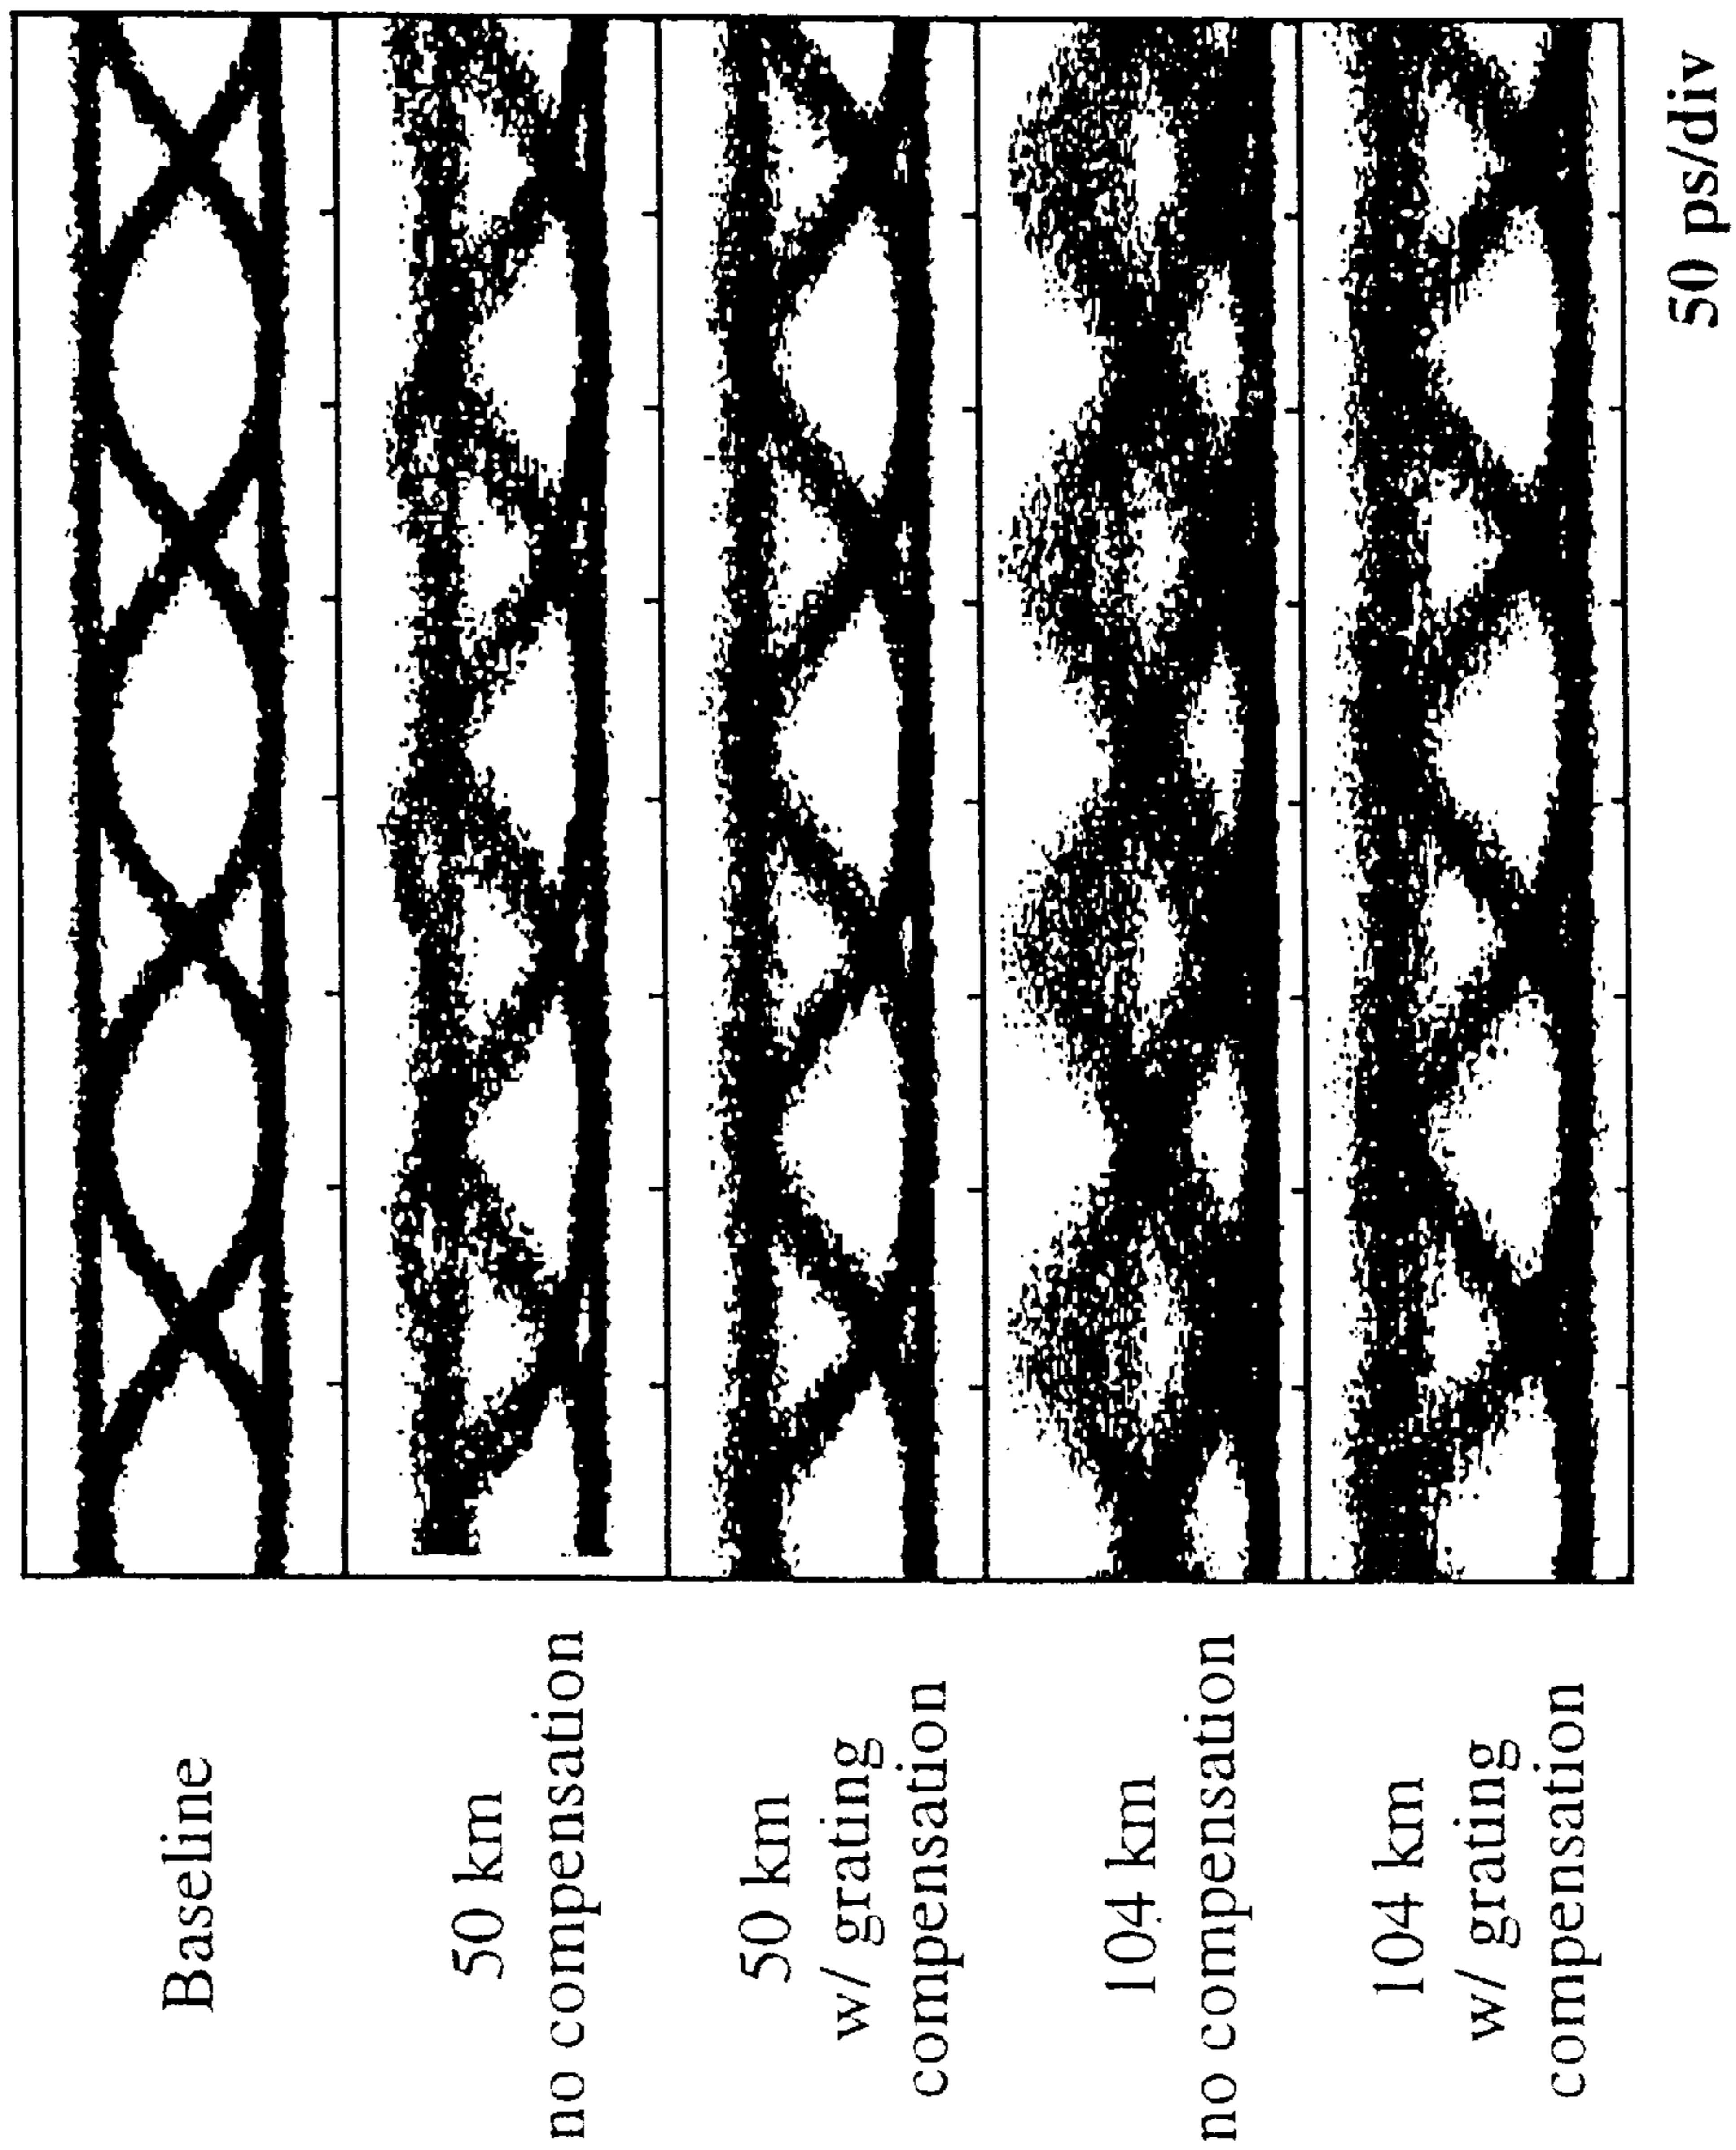 Baseline
50 km
no compensation
50 km
w/ grating
compensation
104 km
no compensation
104 km
w/ grating
compensation
50 ps/div